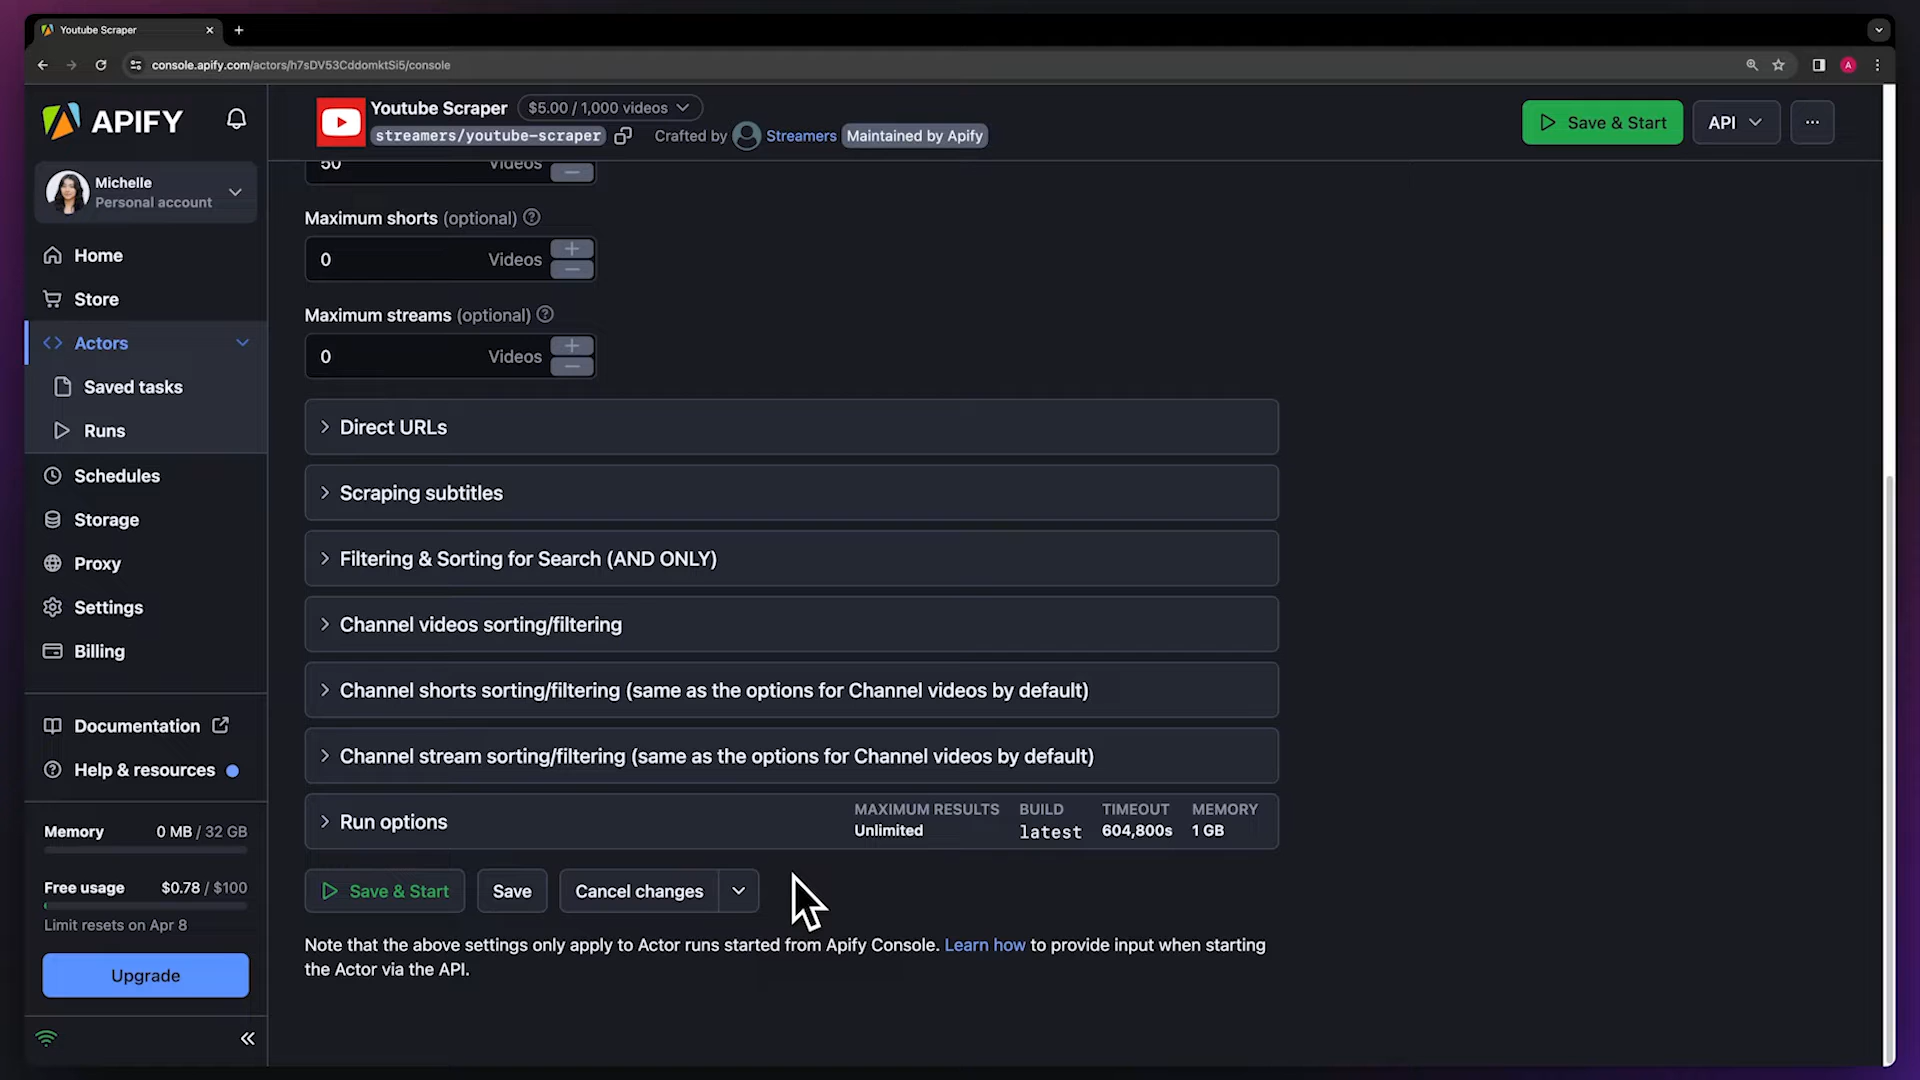 Youtube Scraper
console.apify.com/actors/h7sDV53CddomktSi5/console
A
APIFY
Michelle
Personal account
Home
Store
Actors
Saved tasks
Runs
Schedules
Storage
Proxy
Settings
Billing
Documentation
Help & resources
Memory 0 MB / 32 GB
Free usage $0.78 / $100
Limit resets on Apr 8
Upgrade
Youtube Scraper $5.00 / 1,000 videos
streamers/youtube-scraper Crafted by Streamers Maintained by Apify
Save & Start API
50 Videos
Maximum shorts (optional)
0 Videos
Maximum streams (optional)
0 Videos
Direct URLs
Scraping subtitles
Filtering & Sorting for Search (AND ONLY)
Channel videos sorting/filtering
Channel shorts sorting/filtering (same as the options for Channel videos by default)
Channel stream sorting/filtering (same as the options for Channel videos by default)
Run options
MAXIMUM RESULTS BUILD TIMEOUT MEMORY
Unlimited latest 604,800s 1 GB
Save & Start Save Cancel changes
Note that the above settings only apply to Actor runs started from Apify Console. Learn how to provide input when starting
the Actor via the API.